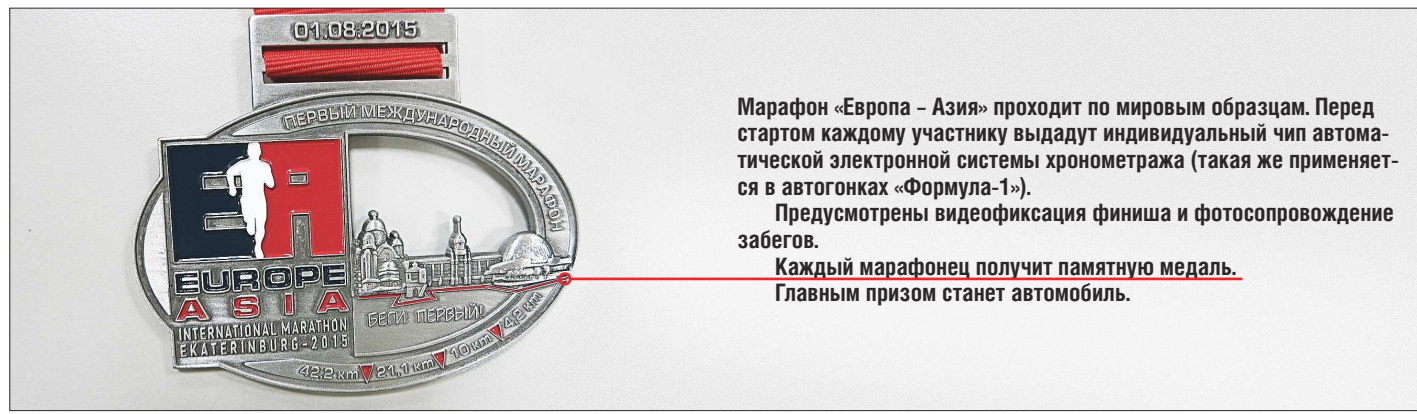 01.08.2015
ПЕРВЫЙ МЕЖДУНАРОДНЫЙ МАРАФОН
EA
EUROPE
ASIA
INTERNATIONAL MARATHON
EKATERINBURG-2015
БЕГИ ПЕРВЫЙ!
42,2 km 21,1 km 10 km 4,2 km
Марафон «Европа – Азия» проходит по мировым образцам. Перед
стартом каждому участнику выдадут индивидуальный чип автома-
тической электронной системы хронометража (такая же применяет-
ся в автогонках «Формула-1»).
Предусмотрены видеофиксация финиша и фотосопровождение
забегов.
Каждый марафонец получит памятную медаль.
Главным призом станет автомобиль.